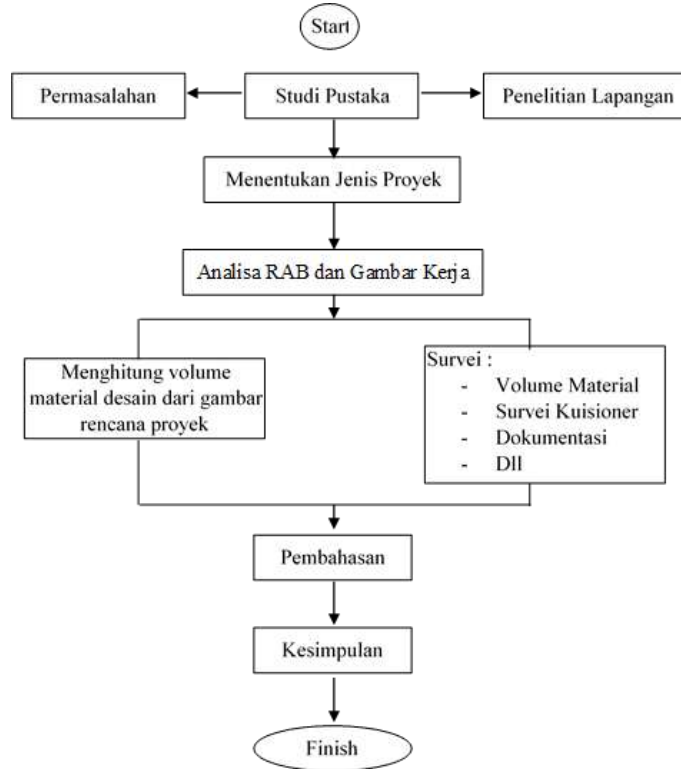 Start
Permasalahan
Studi Pustaka
Penelitian Lapangan
Menentukan Jenis Proyek
Analisa RAB dan Gambar Kerja
Menghitung volume
material desain dari gambar
rencana proyek
Survei :
- Volume Material
- Survei Kuisioner
- Dokumentasi
- Dll
Pembahasan
Kesimpulan
Finish